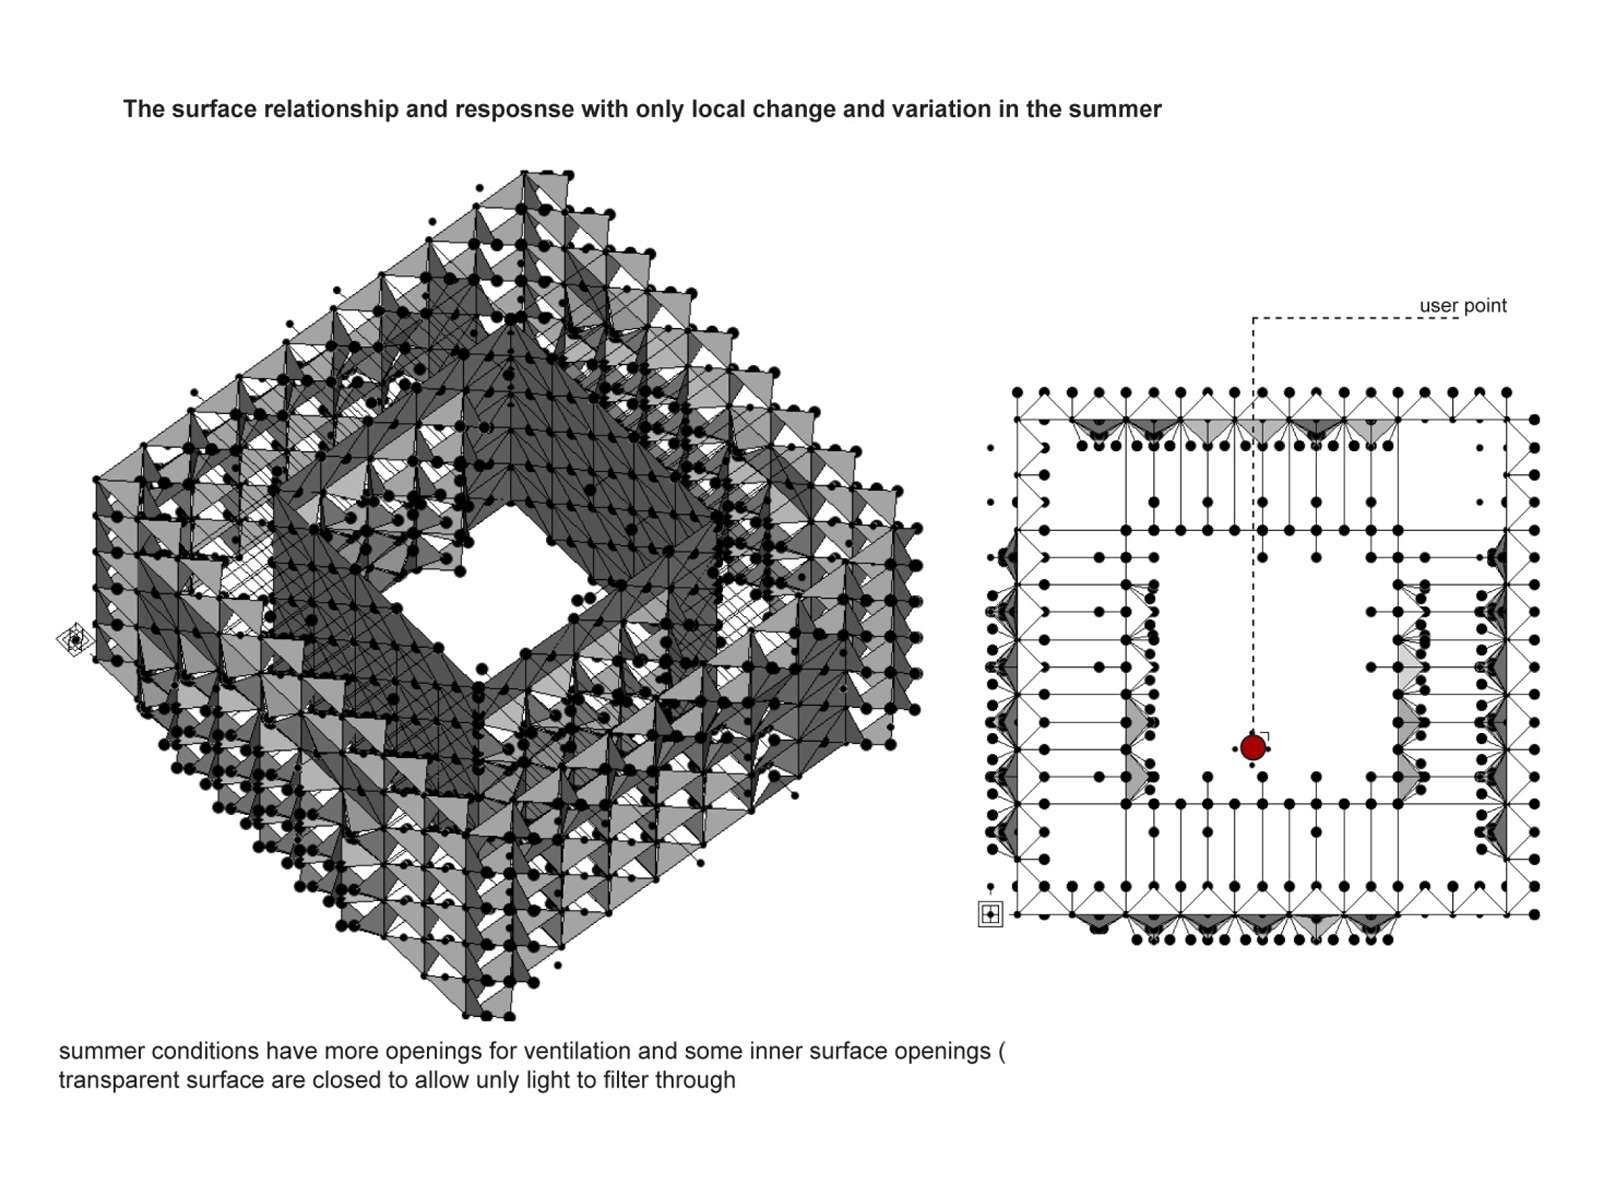 The surface relationship and resposnse with only local change and variation in the summer
user point
summer conditions have more openings for ventilation and some inner surface openings (
transparent surface are closed to allow unly light to filter through